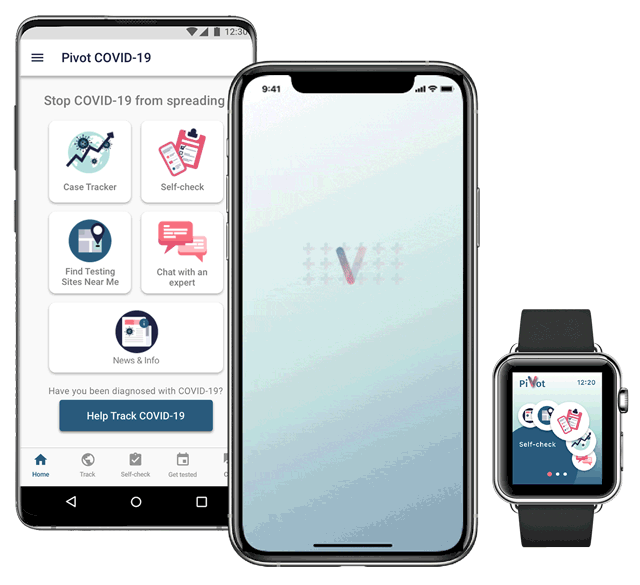 12:30
Pivot COVID-19
Stop COVID-19 from spreading
Case Tracker
Self-check
Find Testing
Sites Near Me
Chat with an
expert
News & Info
Have you been diagnosed with COVID-19?
Help Track COVID-19
Home
Track
Self-check
Get tested
9:41
V
PiVot
12:20
Self-check